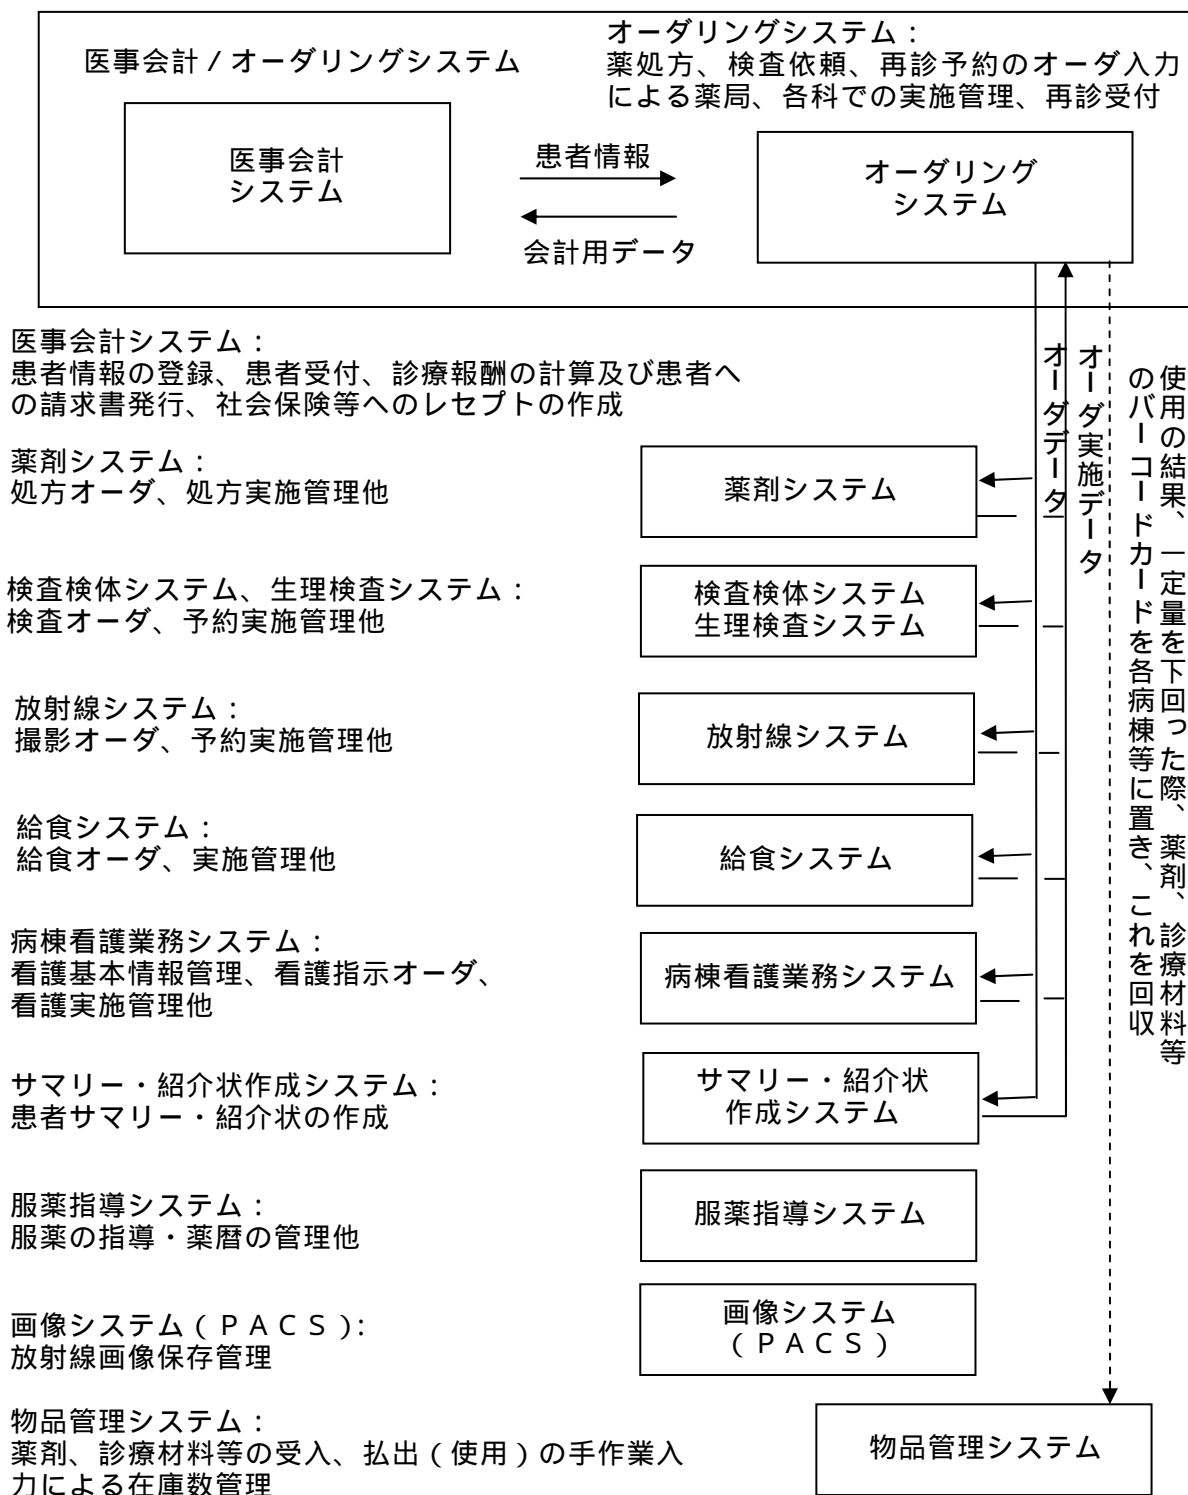 医事会計/オーダリングシステム
オーダリングシステム:
薬処方、検査依頼、再診予約のオーダ入力
による薬局、各科での実施管理、再診受付
医事会計
システム
患者情報
会計用データ
オーダリング
システム
医事会計システム:
患者情報の登録、患者受付、診療報酬の計算及び患者へ
の請求書発行、社会保険等へのレセプトの作成
オーダデータ
オーダ実施データ
使用の結果、一定量を下回った際、薬剤、診療材料等
のバーコードカードを各病棟等に置き、これを回収
薬剤システム:
処方オーダ、処方実施管理他
薬剤システム
検査検体システム、生理検査システム:
検査オーダ、予約実施管理他
検査検体システム
生理検査システム
放射線システム:
撮影オーダ、予約実施管理他
放射線システム
給食システム:
給食オーダ、実施管理他
給食システム
病棟看護業務システム:
看護基本情報管理、看護指示オーダ、
看護実施管理他
病棟看護業務システム
サマリー・紹介状作成システム:
患者サマリー・紹介状の作成
サマリー・紹介状
作成システム
服薬指導システム:
服薬の指導・薬暦の管理他
服薬指導システム
画像システム(PACS):
放射線画像保存管理
画像システム
(PACS)
物品管理システム:
薬剤、診療材料等の受入、払出(使用)の手作業入
力による在庫数管理
物品管理システム